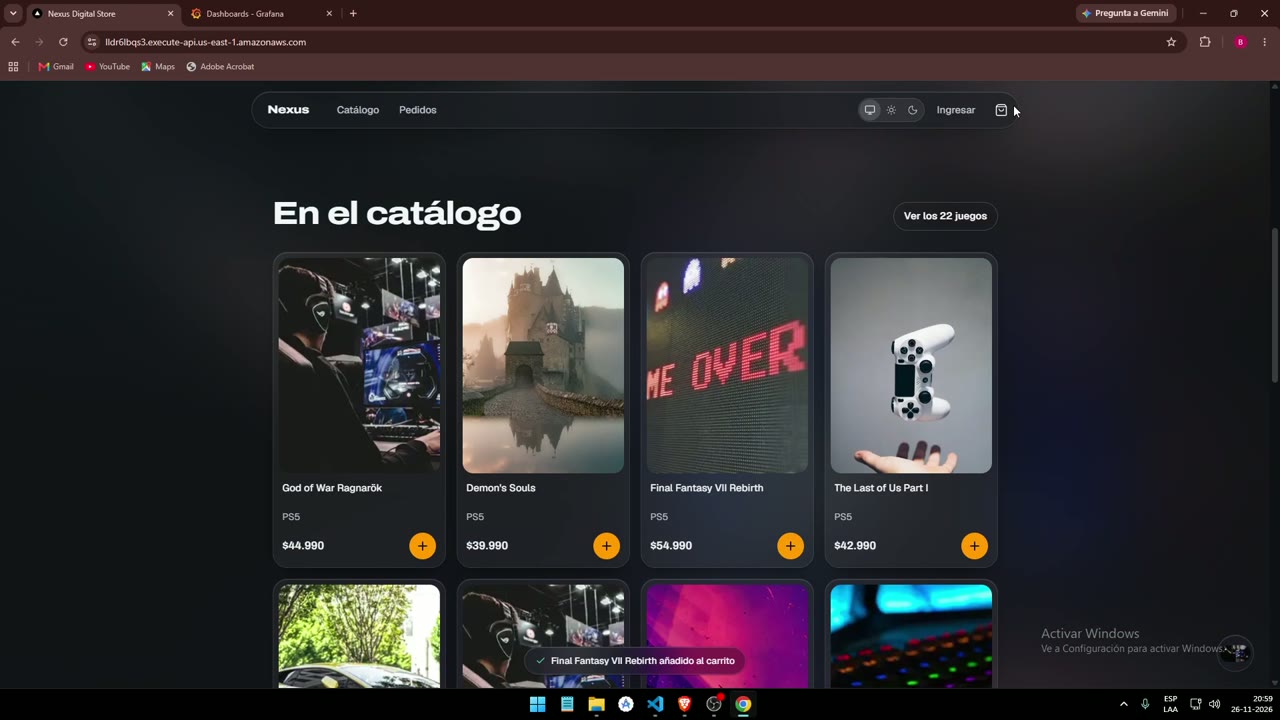 Nexus Digital Store
Dashboards - Grafana
Pregunta a Gemini
lldr6lbqs3.execute-api.us-east-1.amazonaws.com
B
Gmail
YouTube
Maps
Adobe Acrobat
Nexus
Catálogo
Pedidos
Ingresar
En el catálogo
Ver los 22 juegos
ME OVER
God of War Ragnarök
Demon's Souls
Final Fantasy VII Rebirth
The Last of Us Part I
PS5
PS5
PS5
PS5
$44.990
$39.990
$54.990
$42.990
Final Fantasy VII Rebirth añadido al carrito
Activar Windows
Ve a Configuración para activar Windows.
ESP
LAA
20:59
26-11-2026